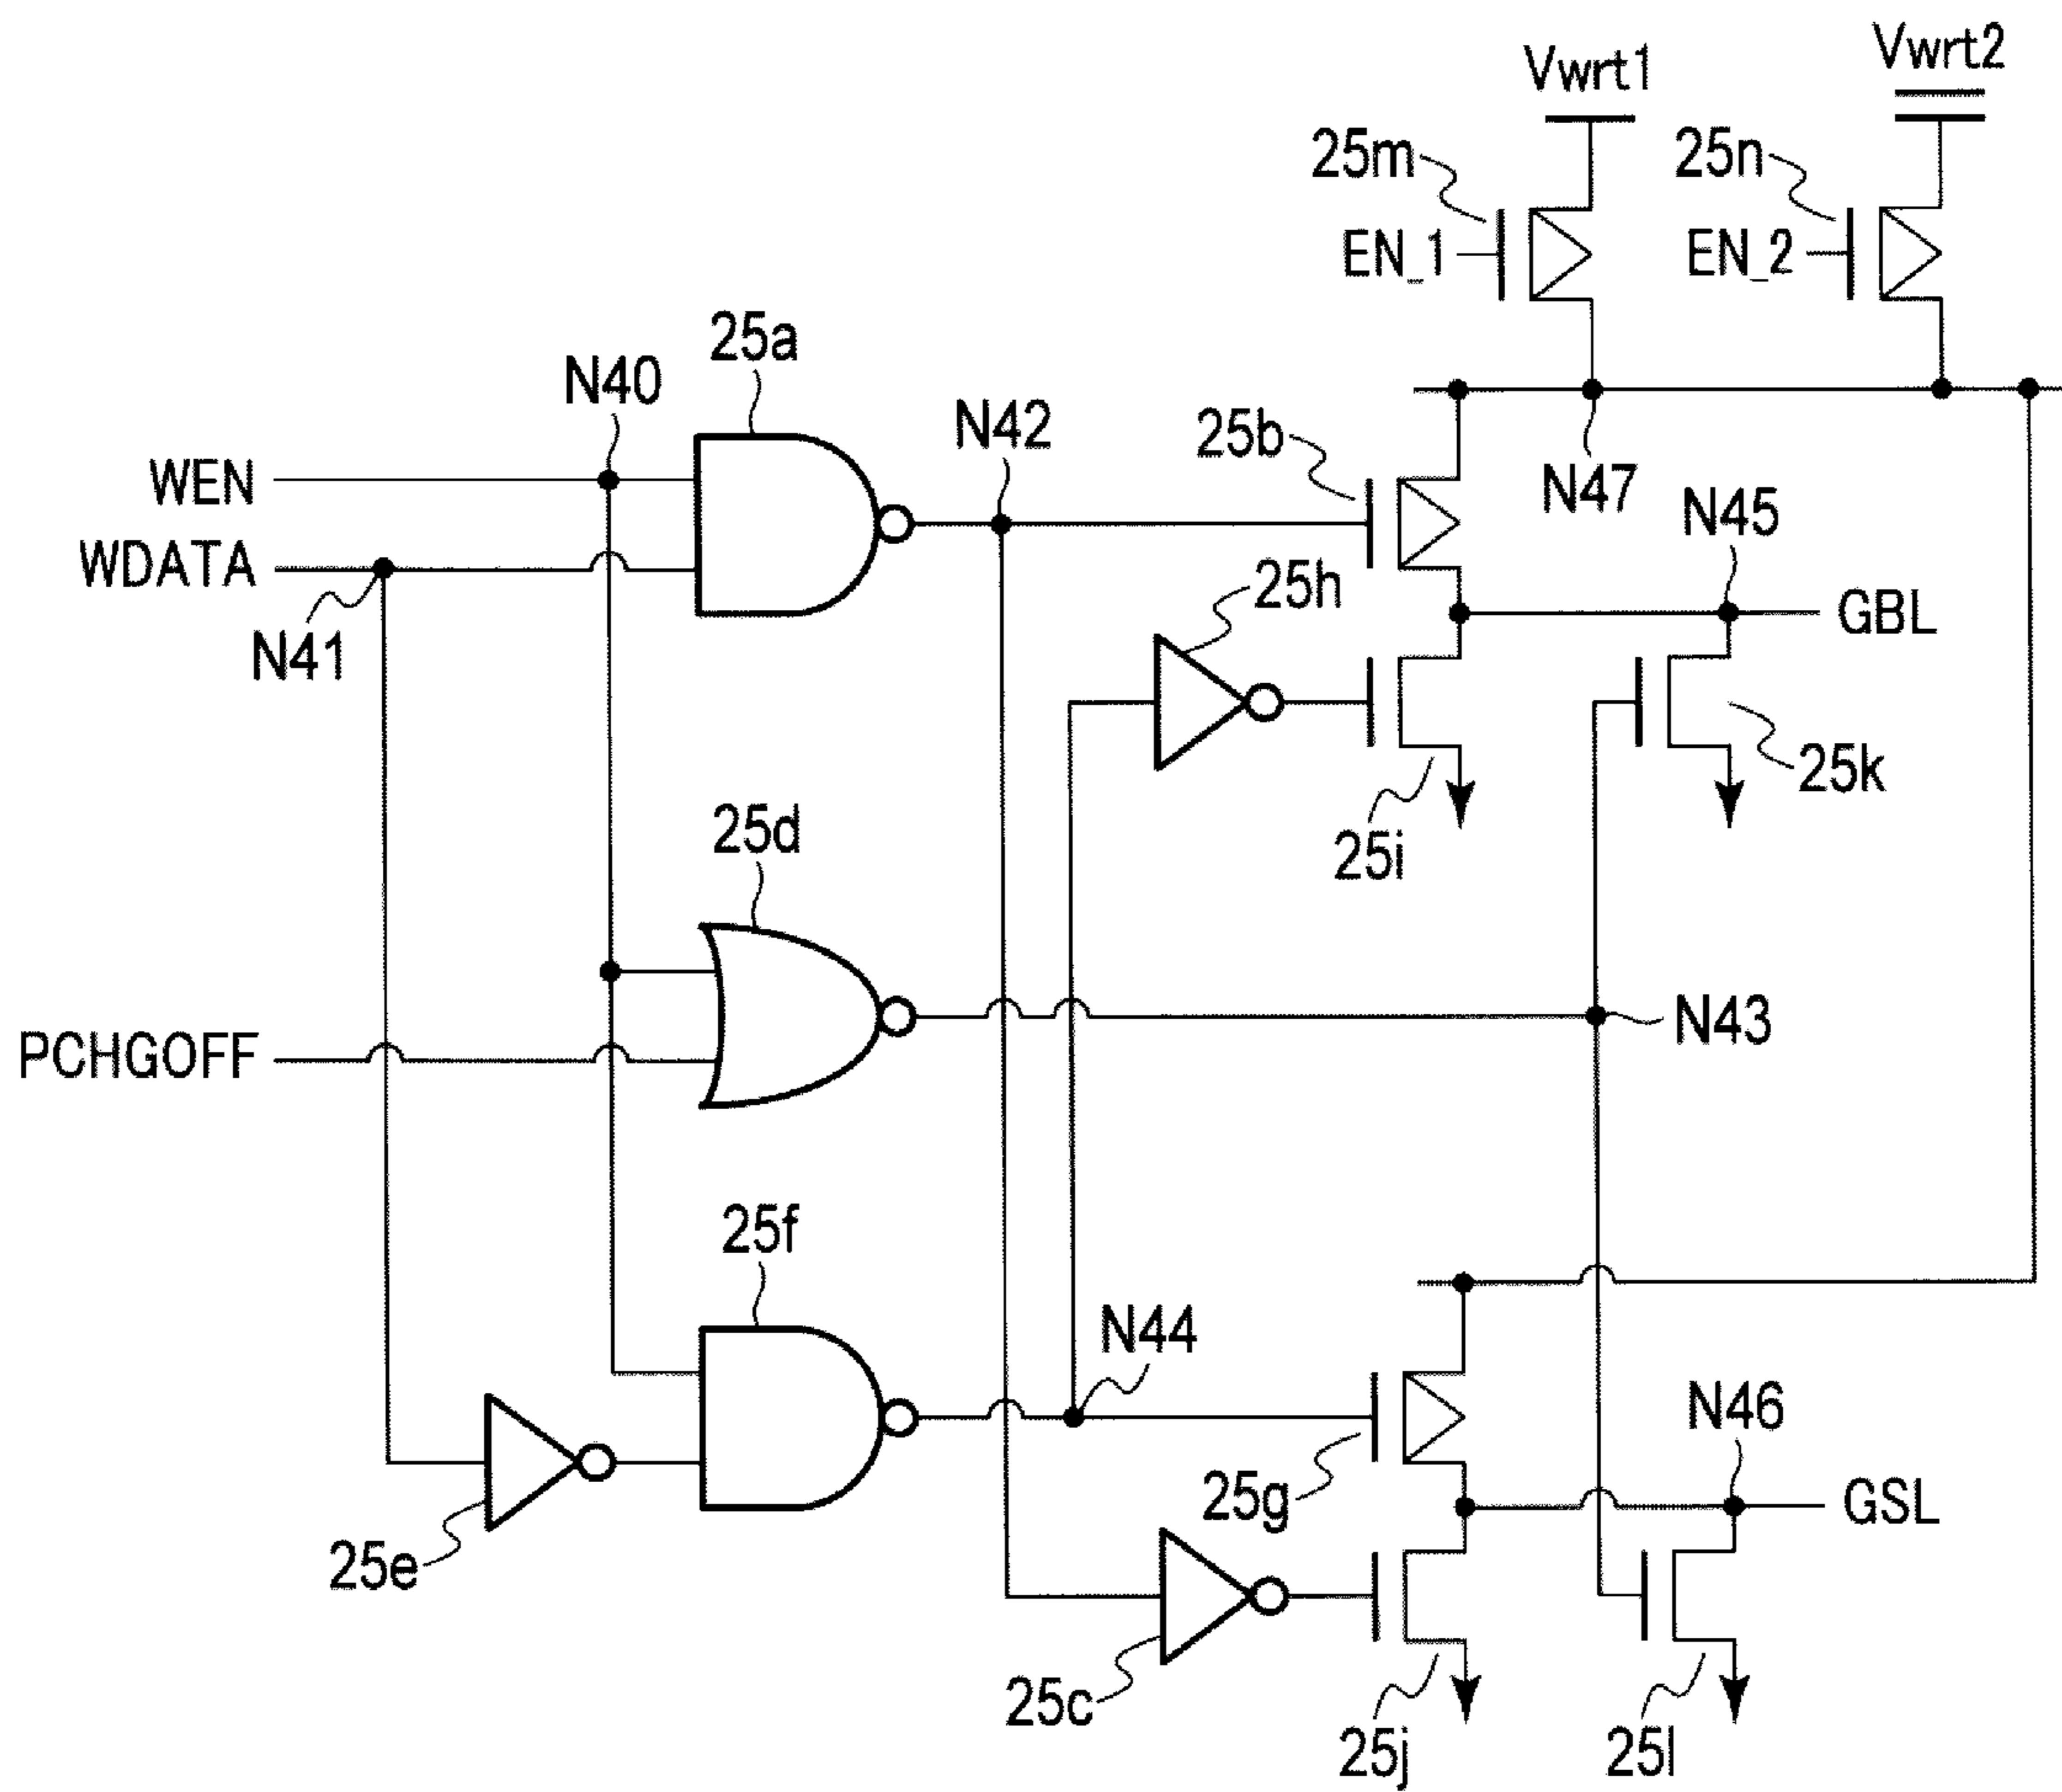 Vwrt1
Vwrt2
25m
25n
EN_1
EN_2
25a
N40
N42
25b
WEN
N47
N45
WDATA
25h
GBL
N41
25k
25d
25i
N43
PCHGOFF
25f
N44
N46
25g
GSL
25e
25c
25j
25l